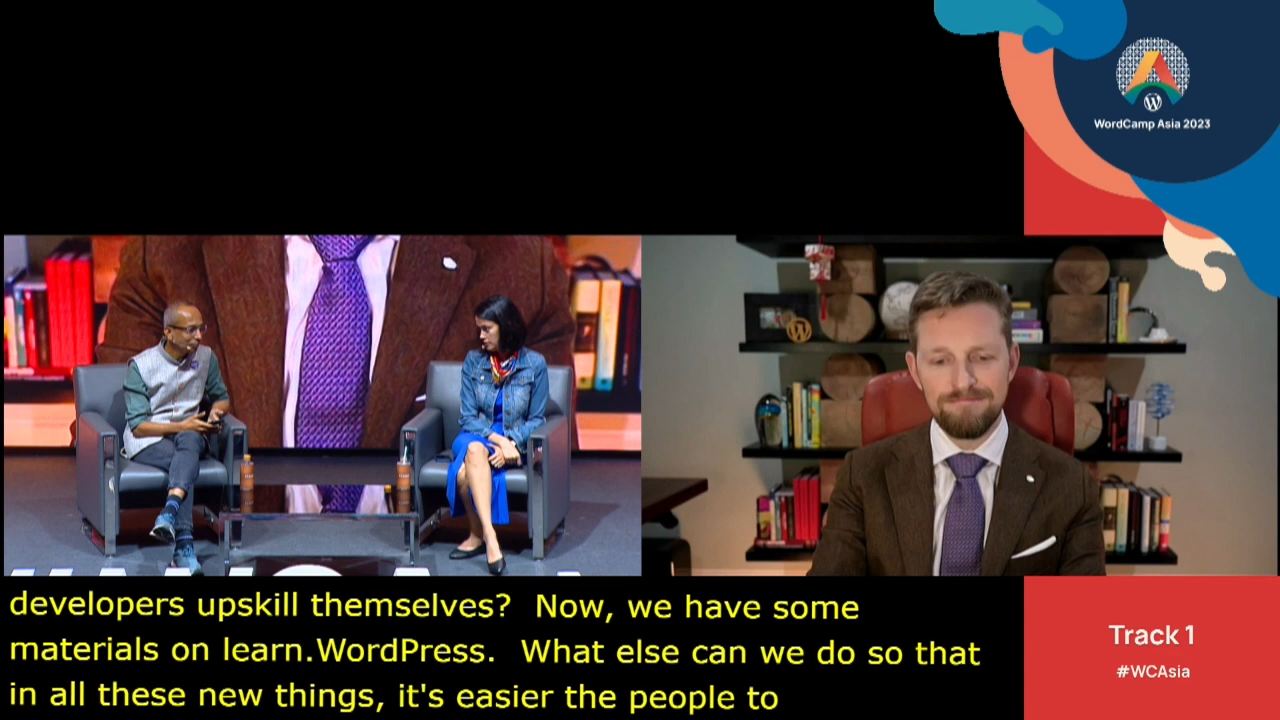 WordCamp Asia 2023
developers upskill themselves?  Now, we have some
materials on learn.WordPress.  What else can we do so that
in all these new things, it's easier the people to
Track 1
#WCAsia